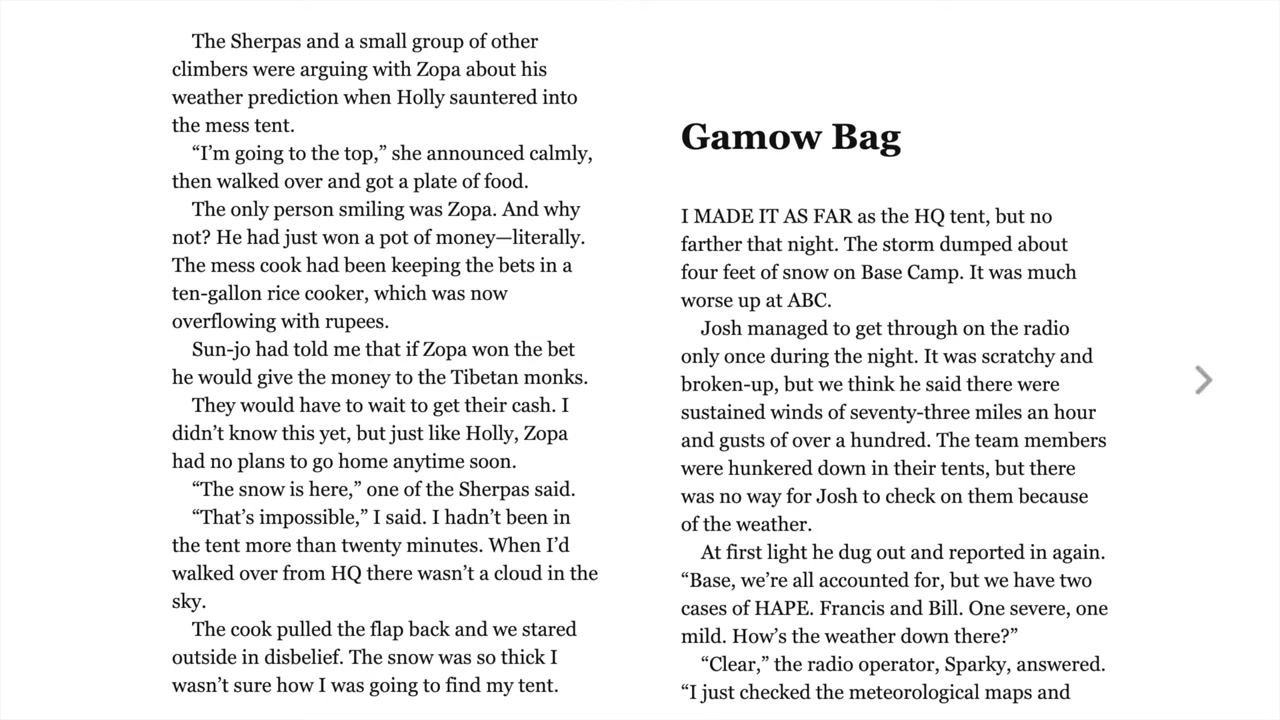 The Sherpas and a small group of other
climbers were arguing with Zopa about his
weather prediction when Holly sauntered into
the mess tent.
“I’m going to the top,” she announced calmly,
then walked over and got a plate of food.
The only person smiling was Zopa. And why
not? He had just won a pot of money—literally.
The mess cook had been keeping the bets in a
ten-gallon rice cooker, which was now
overflowing with rupees.
Sun-jo had told me that if Zopa won the bet
he would give the money to the Tibetan monks.
They would have to wait to get their cash. I
didn’t know this yet, but just like Holly, Zopa
had no plans to go home anytime soon.
“The snow is here,” one of the Sherpas said.
“That’s impossible,” I said. I hadn’t been in
the tent more than twenty minutes. When I’d
walked over from HQ there wasn’t a cloud in the
sky.
The cook pulled the flap back and we stared
outside in disbelief. The snow was so thick I
wasn’t sure how I was going to find my tent.
Gamow Bag
I MADE IT AS FAR as the HQ tent, but no
farther that night. The storm dumped about
four feet of snow on Base Camp. It was much
worse up at ABC.
Josh managed to get through on the radio
only once during the night. It was scratchy and
broken-up, but we think he said there were
sustained winds of seventy-three miles an hour
and gusts of over a hundred. The team members
were hunkered down in their tents, but there
was no way for Josh to check on them because
of the weather.
At first light he dug out and reported in again.
“Base, we’re all accounted for, but we have two
cases of HAPE. Francis and Bill. One severe, one
mild. How’s the weather down there?”
“Clear,” the radio operator, Sparky, answered.
“I just checked the meteorological maps and